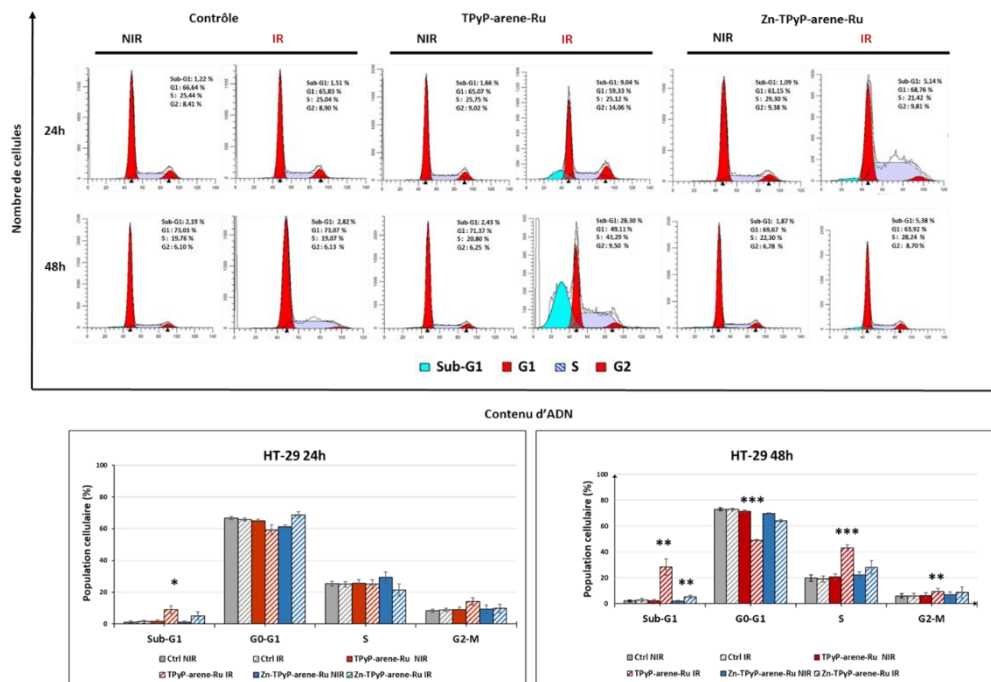 Contrôle
TPyP-arene-Ru
Zn-TPyP-arene-Ru
NIR
IR
NIR
IR
NIR
IR
Nombre de cellules
24h
Sub-G1: 1,22 %
G1: 66,64 %
S : 25,44 %
G2: 8.41 %
Sub-G1: 1,51 %
G1: 65,83 %
S : 25,04 %
G2: 8,90 %
Sub-G1: 1,66 %
G1: 65,07 %
S : 25,75 %
G2: 9,02 %
Sub-G1: 9,04 %
G1: 59,33 %
S : 25,12 %
G2: 14,06 %
Sub-G1: 1,09 %
G1: 61,15 %
S : 29,30 %
G2: 9.38 %
Sub-G1: 5,14 %
G1: 68,76 %
S : 21,42 %
G2: 9,81 %
48h
Sub-G1: 2,19 %
G1: 73,03 %
S : 19,76 %
G2: 6,10 %
Sub-G1: 2,82 %
G1: 73,07 %
S : 19,07 %
G2: 6,13 %
Sub-G1: 2,43 %
G1: 71,37 %
S : 20,80 %
G2: 6,25 %
Sub-G1: 28,30 %
G1: 49,11 %
S : 43,29 %
G2: 9,50 %
Sub-G1: 1,87 %
G1: 69,67 %
S : 22,30 %
G2: 6,78 %
Sub-G1: 5,38 %
G1: 63,92 %
S : 28,24 %
G2: 8,70 %
Sub-G1 G1 S G2
Contenu d'ADN
HT-29 24h
Population cellulaire (%)
100
80
60
40
20
0
*
Sub-G1 G0-G1 S G2-M
Ctrl NIR Ctrl IR TPyP-arene-Ru NIR
TPyP-arene-Ru IR Zn-TPyP-arene-Ru NIR Zn-TPyP-arene-Ru IR
HT-29 48h
Population cellulaire (%)
100
80
60
40
20
0
** ** *** *** **
Sub-G1 G0-G1 S G2-M
Ctrl NIR Ctrl IR TPyP-arene-Ru NIR
TPyP-arene-Ru IR Zn-TPyP-arene-Ru NIR Zn-TPyP-arene-Ru IR